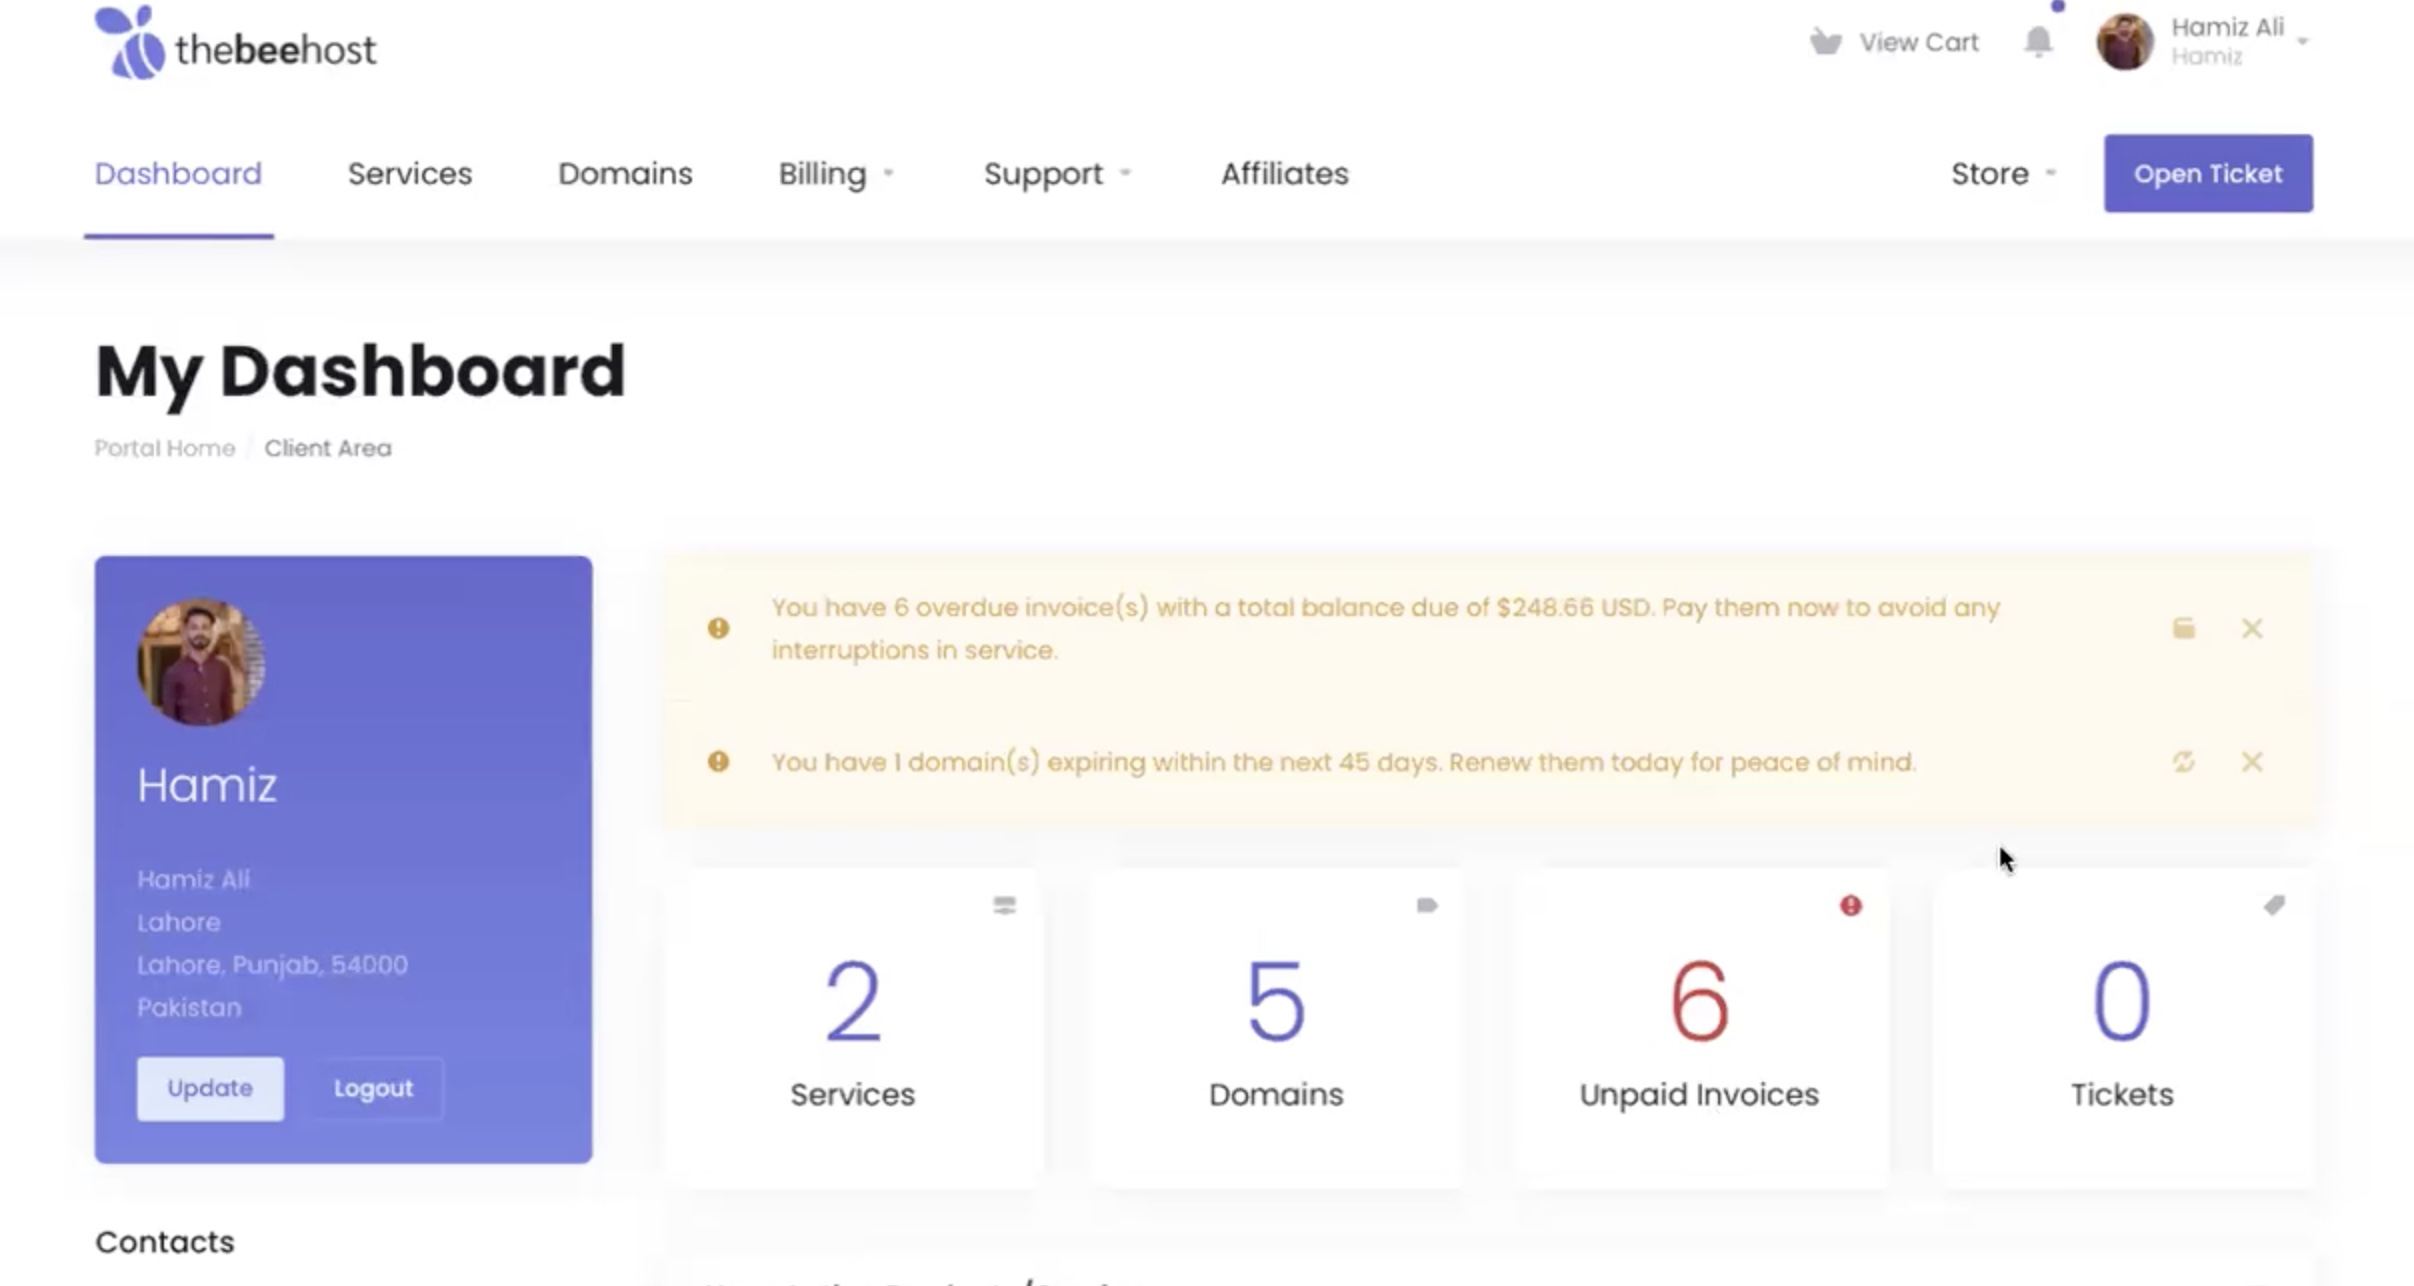 thebeehost
View Cart
Hamiz Ali
Hamiz
Dashboard
Services
Domains
Billing
Support
Affiliates
Store
Open Ticket
My Dashboard
Portal Home / Client Area
Hamiz
Hamiz Ali
Lahore
Lahore, Punjab, 54000
Pakistan
Update
Logout
Contacts
You have 6 overdue invoice(s) with a total balance due of $248.66 USD. Pay them now to avoid any
interruptions in service.
You have 1 domain(s) expiring within the next 45 days. Renew them today for peace of mind.
2
Services
5
Domains
6
Unpaid Invoices
0
Tickets